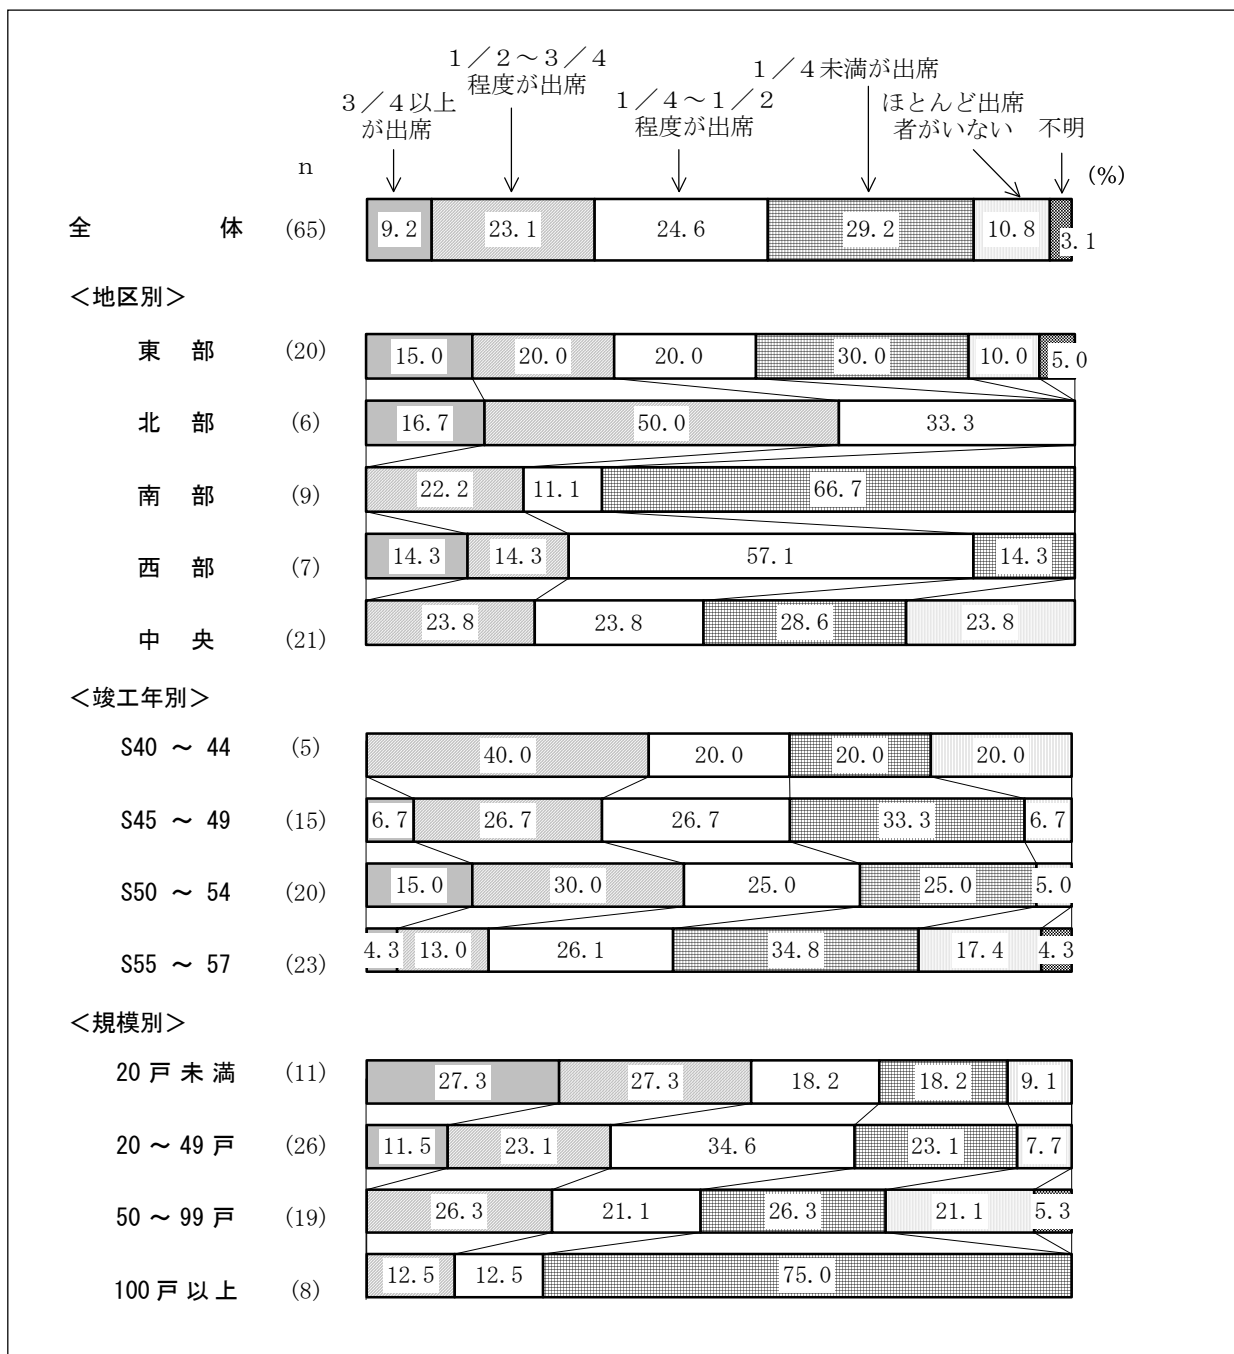 1／2～3／4
程度が出席
1／4未満が出席
3／4以上
が出席
1／4～1／2
程度が出席
ほとんど出席
者がいない
不明
n
(%)
全体 (65) 9.2 23.1 24.6 29.2 10.8 3.1
＜地区別＞
東部 (20) 15.0 20.0 20.0 30.0 10.0 5.0
北部 (6) 16.7 50.0 33.3
南部 (9) 22.2 11.1 66.7
西部 (7) 14.3 14.3 57.1 14.3
中央 (21) 23.8 23.8 28.6 23.8
＜竣工年別＞
S40 ～ 44 (5) 40.0 20.0 20.0 20.0
S45 ～ 49 (15) 6.7 26.7 26.7 33.3 6.7
S50 ～ 54 (20) 15.0 30.0 25.0 25.0 5.0
S55 ～ 57 (23) 4.3 13.0 26.1 34.8 17.4 4.3
＜規模別＞
20戸未満 (11) 27.3 27.3 18.2 18.2 9.1
20～49戸 (26) 11.5 23.1 34.6 23.1 7.7
50～99戸 (19) 26.3 21.1 26.3 21.1 5.3
100戸以上 (8) 12.5 12.5 75.0